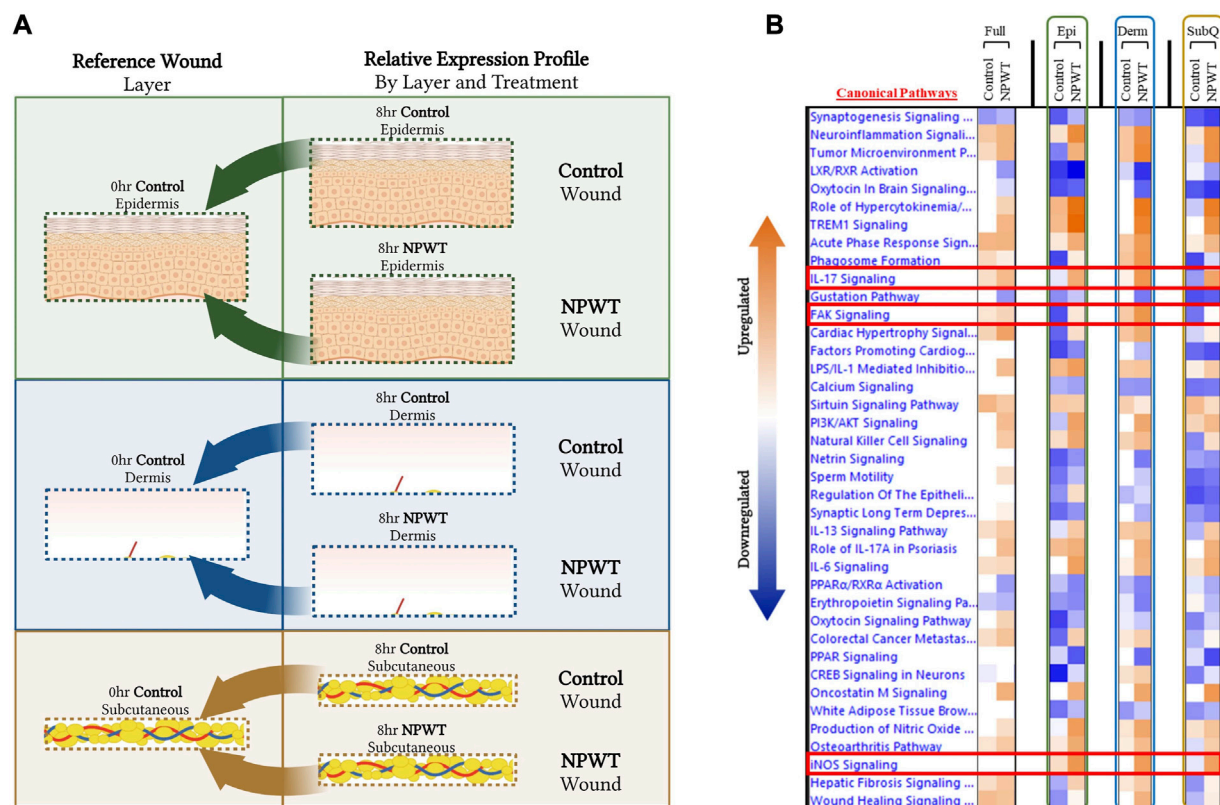 A
Reference Wound
Layer
Relative Expression Profile
By Layer and Treatment
8hr Control
Epidermis
Control
Wound
0hr Control
Epidermis
8hr NPWT
Epidermis
NPWT
Wound
8hr Control
Dermis
Control
Wound
0hr Control
Dermis
8hr NPWT
Dermis
NPWT
Wound
8hr Control
Subcutaneous
Control
Wound
0hr Control
Subcutaneous
8hr NPWT
Subcutaneous
NPWT
Wound
B
Full
Epi
Derm
SubQ
Control
NPWT
Control
NPWT
Control
NPWT
Control
NPWT
Canonical Pathways
Upregulated
Downregulated
Synaptogenesis Signaling ...
Neuroinflammation Signali...
Tumor Microenvironment P...
LXR/RXR Activation
Oxytocin In Brain Signaling...
Role of Hypercytokinemia/...
TREM1 Signaling
Acute Phase Response Sign...
Phagosome Formation
IL-17 Signaling
Gustation Pathway
FAK Signaling
Cardiac Hypertrophy Signal...
Factors Promoting Cardiog...
LPS/IL-1 Mediated Inhibitio...
Calcium Signaling
Sirtuin Signaling Pathway
PI3K/AKT Signaling
Natural Killer Cell Signaling
Netrin Signaling
Sperm Motility
Regulation Of The Epitheli...
Synaptic Long Term Depres...
IL-13 Signaling Pathway
Role of IL-17A in Psoriasis
IL-6 Signaling
PPARα/RXRα Activation
Erythropoietin Signaling Pa...
Oxytocin Signaling Pathway
Colorectal Cancer Metastas...
PPAR Signaling
CREB Signaling in Neurons
Oncostatin M Signaling
White Adipose Tissue Brow...
Production of Nitric Oxide ...
Osteoarthritis Pathway
iNOS Signaling
Hepatic Fibrosis Signaling ...
Wound Healing Signaling ...